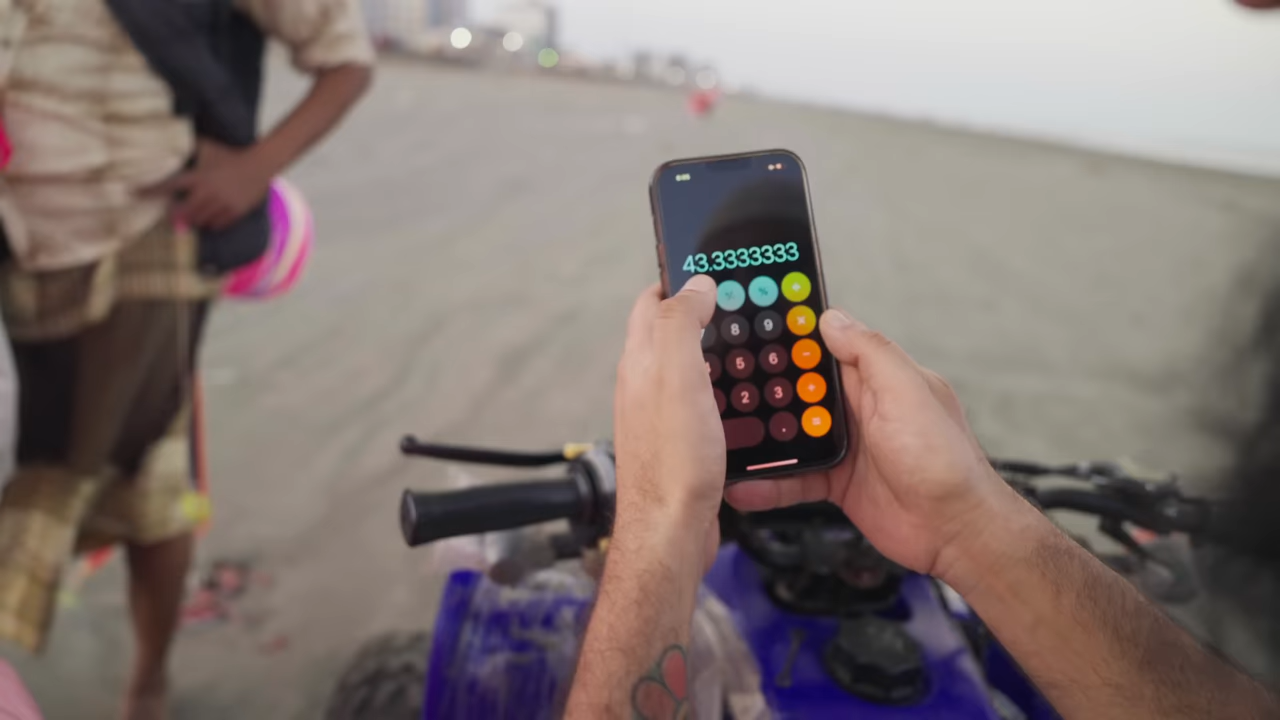 43.3333333
% ÷
8 9 ×
5 6 −
2 3 +
. =